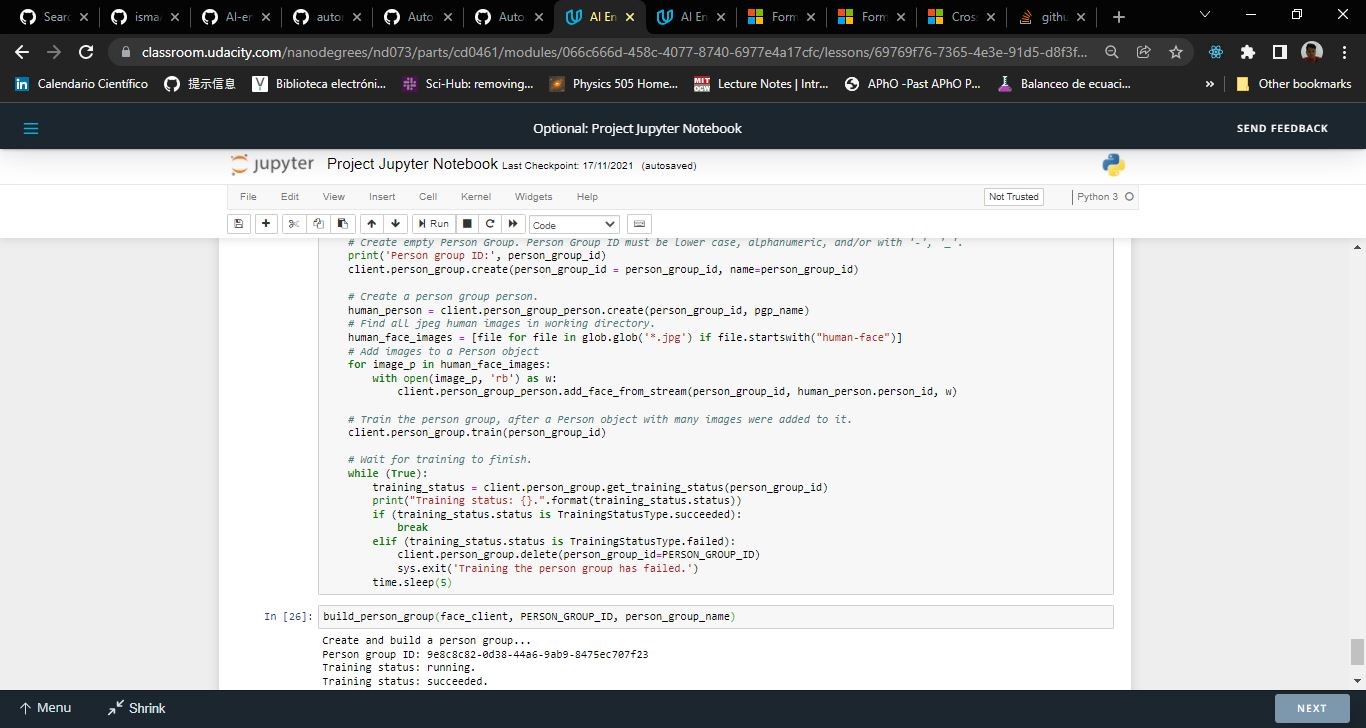 Sear
isma
AI-er
autor
Auto
Auto
AI En
AI En
Form
Form
Cros
githu
classroom.udacity.com/nanodegrees/nd073/parts/cd0461/modules/066c666d-458c-4077-8740-6977e4a17cfc/lessons/69769f76-7365-4e3e-91d5-d8f3f...
Calendario Científico
提示信息
Biblioteca electróni...
Sci-Hub: removing...
Physics 505 Home...
MIT OCW
Lecture Notes | Intr...
APhO -Past APhO P...
Balanceo de ecuaci...
»
Other bookmarks
Optional: Project Jupyter Notebook
SEND FEEDBACK
jupyter Project Jupyter Notebook Last Checkpoint: 17/11/2021 (autosaved)
File Edit View Insert Cell Kernel Widgets Help
Not Trusted
Python 3
Run
Code
# Create empty Person Group. Person Group ID must be lower case, alphanumeric, and/or with '-', '_'.
print('Person group ID:', person_group_id)
client.person_group.create(person_group_id = person_group_id, name=person_group_id)
# Create a person group person.
human_person = client.person_group_person.create(person_group_id, pgp_name)
# Find all jpeg human images in working directory.
human_face_images = [file for file in glob.glob('*.jpg') if file.startswith("human-face")]
# Add images to a Person object
for image_p in human_face_images:
with open(image_p, 'rb') as w:
client.person_group_person.add_face_from_stream(person_group_id, human_person.person_id, w)
# Train the person group, after a Person object with many images were added to it.
client.person_group.train(person_group_id)
# Wait for training to finish.
while (True):
training_status = client.person_group.get_training_status(person_group_id)
print("Training status: {}.".format(training_status.status))
if (training_status.status is TrainingStatusType.succeeded):
break
elif (training_status.status is TrainingStatusType.failed):
client.person_group.delete(person_group_id=PERSON_GROUP_ID)
sys.exit('Training the person group has failed.')
time.sleep(5)
In [26]: build_person_group(face_client, PERSON_GROUP_ID, person_group_name)
Create and build a person group...
Person group ID: 9e8c8c82-0d38-44a6-9ab9-8475ec707f23
Training status: running.
Training status: succeeded.
Menu
Shrink
NEXT